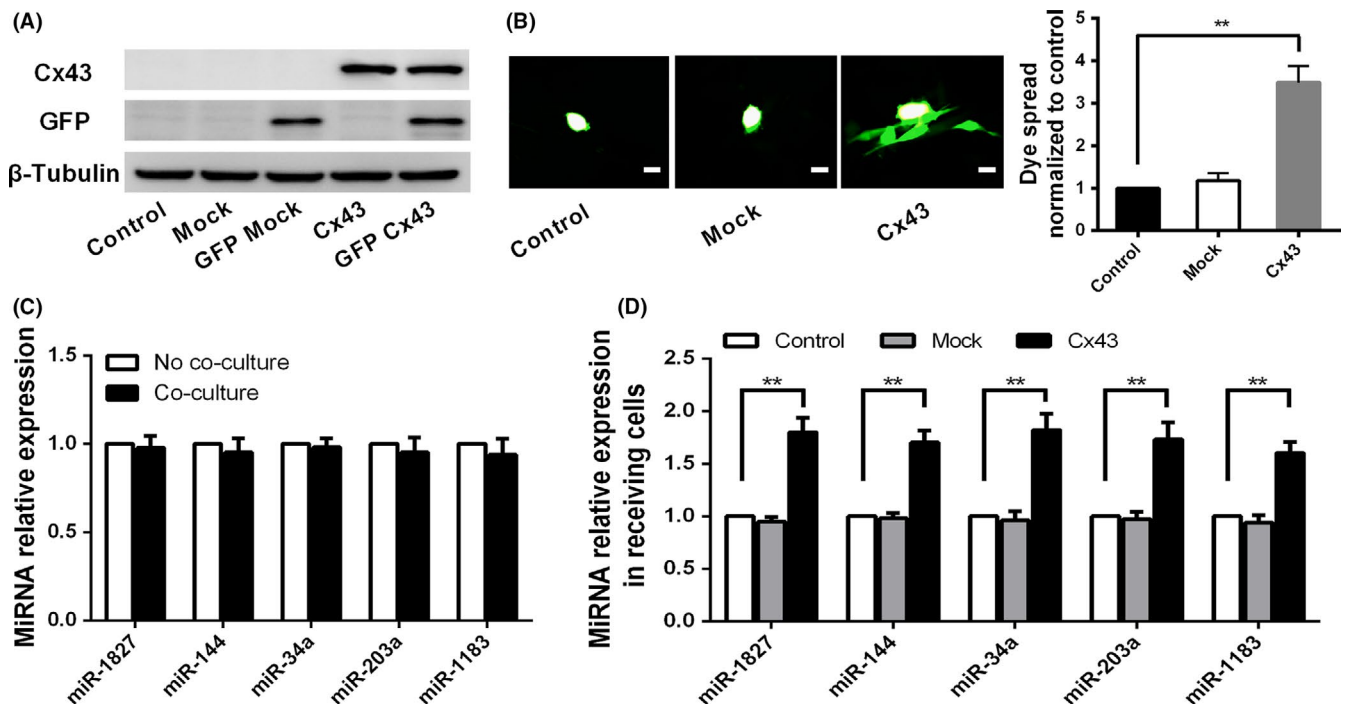 (A)
Cx43
GFP
β-Tubulin
Control
Mock
GFP Mock
Cx43
GFP Cx43
(B)
Control
Mock
Cx43
Dye spread
normalized to control
5
4
3
2
1
0
**
Control
Mock
Cx43
(C)
MiRNA relative expression
1.5
1.0
0.5
0.0
No co-culture
Co-culture
miR-1827
miR-144
miR-34a
miR-203a
miR-1183
(D)
Control
Mock
Cx43
MiRNA relative expression
in receiving cells
2.5
2.0
1.5
1.0
0.5
0.0
**
**
**
**
**
miR-1827
miR-144
miR-34a
miR-203a
miR-1183